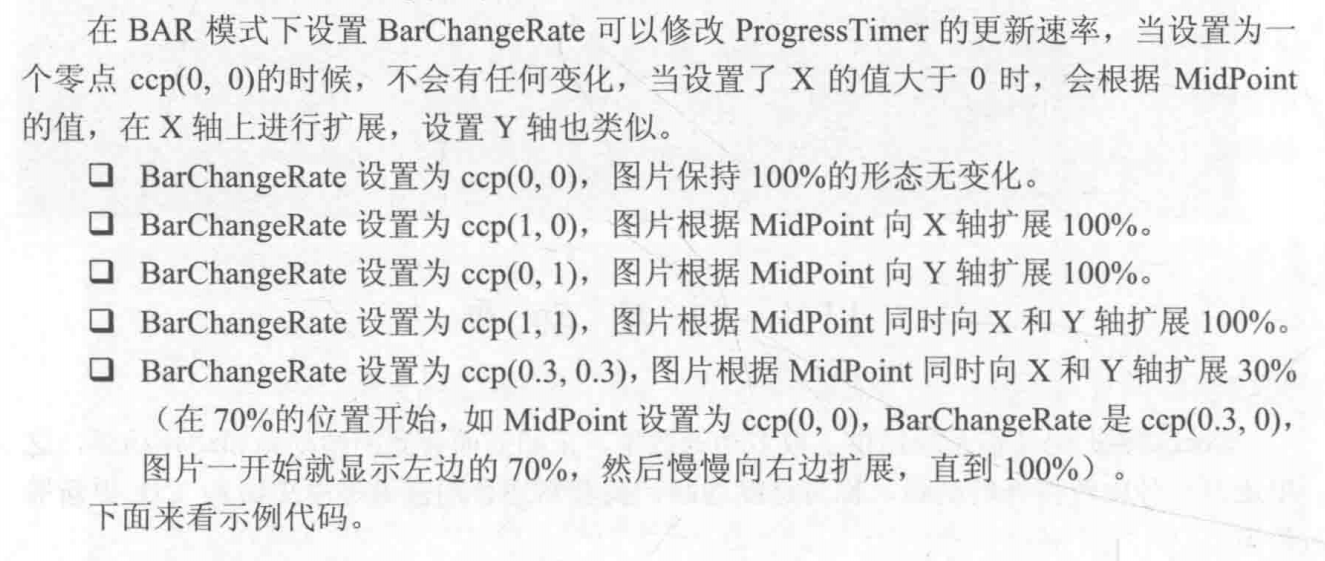 在 BAR 模式下设置 BarChangeRate 可以修改 ProgressTimer 的更新速率，当设置为一
个零点 ccp(0, 0)的时候，不会有任何变化，当设置了 X 的值大于 0 时，会根据 MidPoint
的值，在 X 轴上进行扩展，设置 Y 轴也类似。
❑ BarChangeRate 设置为 ccp(0, 0)，图片保持 100%的形态无变化。
❑ BarChangeRate 设置为 ccp(1, 0)，图片根据 MidPoint 向 X 轴扩展 100%。
❑ BarChangeRate 设置为 ccp(0, 1)，图片根据 MidPoint 向 Y 轴扩展 100%。
❑ BarChangeRate 设置为 ccp(1, 1)，图片根据 MidPoint 同时向 X 和 Y 轴扩展 100%。
❑ BarChangeRate 设置为 ccp(0.3, 0.3)，图片根据 MidPoint 同时向 X 和 Y 轴扩展 30%
（在 70%的位置开始，如 MidPoint 设置为 ccp(0, 0)，BarChangeRate 是 ccp(0.3, 0)，
图片一开始就显示左边的 70%，然后慢慢向右边扩展，直到 100%）。
下面来看示例代码。